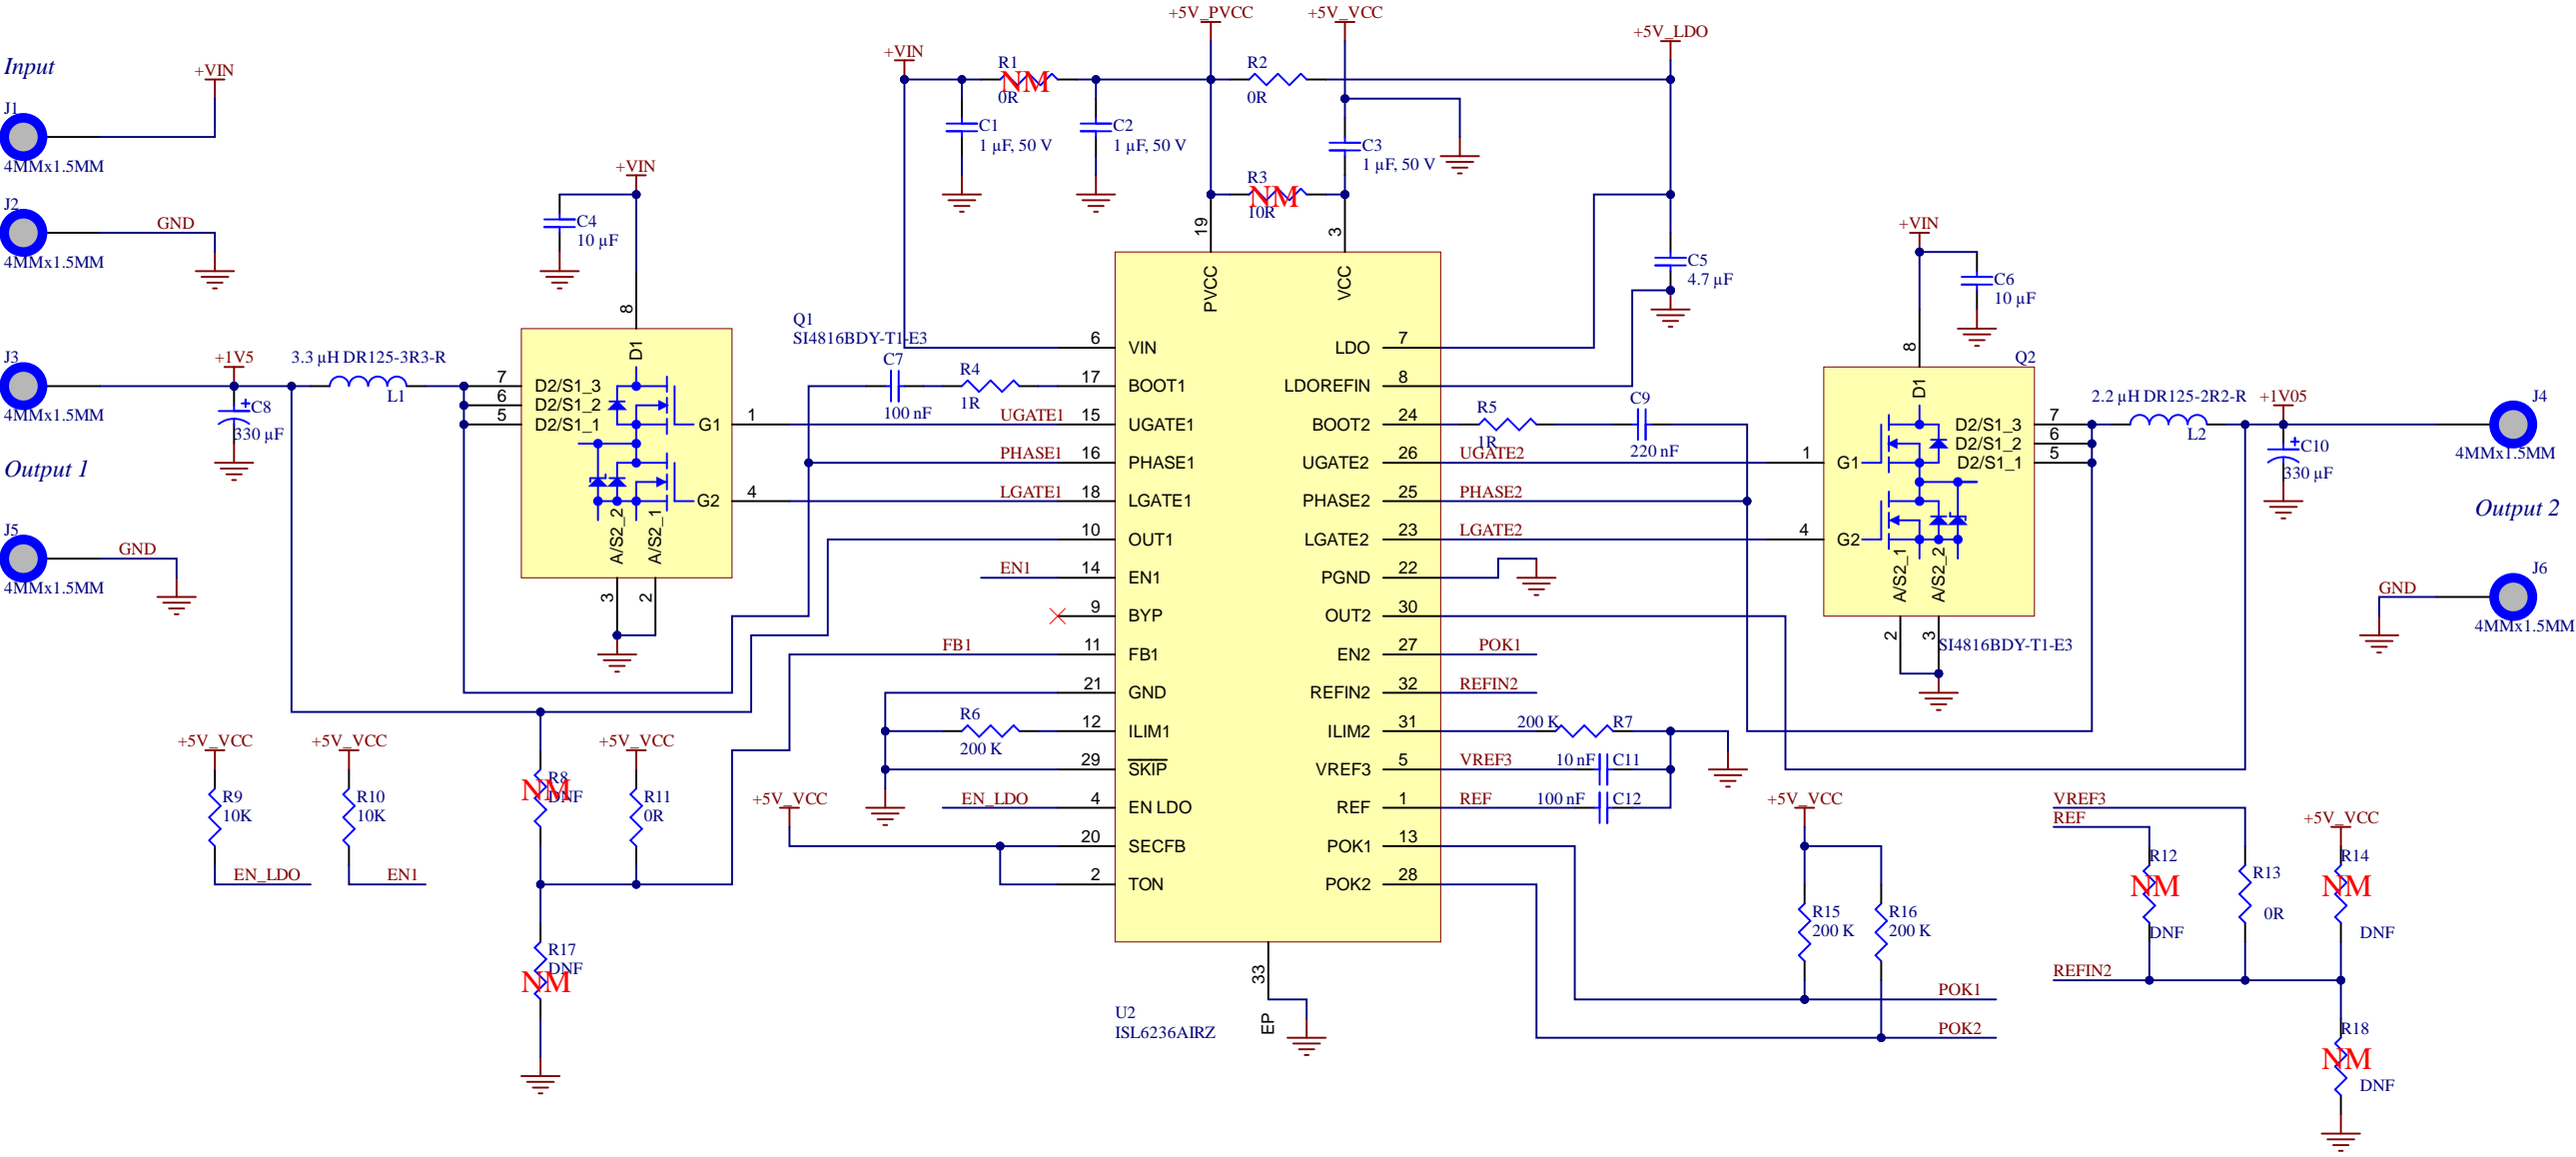 Input
J1
4MMx1.5MM
+VIN
J2
4MMx1.5MM
GND
J3
4MMx1.5MM
+1V5
C8
330 µF
3.3 µH DR125-3R3-R
L1
Output 1
J5
4MMx1.5MM
GND
+VIN
C4
10 µF
8
D1
7 D2/S1_3
6 D2/S1_2
5 D2/S1_1
G1 1
G2 4
A/S2_2
A/S2_1
3
2
Q1
SI4816BDY-T1-E3
+VIN
R1
NM
0R
C1
1 µF, 50 V
C2
1 µF, 50 V
+5V_PVCC
R2
0R
+5V_VCC
C3
1 µF, 50 V
R3
NM
10R
+5V_LDO
C5
4.7 µF
19
PVCC
3
VCC
C7
100 nF
R4
1R
UGATE1
PHASE1
LGATE1
EN1
FB1
R6
200 K
EN_LDO
+5V_VCC
6 VIN
17 BOOT1
15 UGATE1
16 PHASE1
18 LGATE1
10 OUT1
14 EN1
9 BYP
11 FB1
21 GND
12 ILIM1
29 SKIP
4 EN LDO
20 SECFB
2 TON
LDO 7
LDOREFIN 8
BOOT2 24
UGATE2 26
PHASE2 25
LGATE2 23
PGND 22
OUT2 30
EN2 27
REFIN2 32
ILIM2 31
VREF3 5
REF 1
POK1 13
POK2 28
33
EP
U2
ISL6236AIRZ
R5
1R
C9
220 nF
UGATE2
PHASE2
LGATE2
POK1
REFIN2
200 K R7
VREF3
10 nF C11
REF
100 nF C12
+VIN
C6
10 µF
8
D1
Q2
1 G1
4 G2
D2/S1_3 7
D2/S1_2 6
D2/S1_1 5
A/S2_1
A/S2_2
2
3
SI4816BDY-T1-E3
2.2 µH DR125-2R2-R
L2
+1V05
C10
330 µF
J4
4MMx1.5MM
Output 2
J6
4MMx1.5MM
GND
+5V_VCC
R9
10K
EN_LDO
+5V_VCC
R10
10K
EN1
R8
NM
DNF
+5V_VCC
R11
0R
R17
DNF
NM
+5V_VCC
R15
200 K
R16
200 K
POK1
POK2
VREF3
REF
R12
NM
DNF
R13
0R
+5V_VCC
R14
NM
DNF
REFIN2
R18
NM
DNF